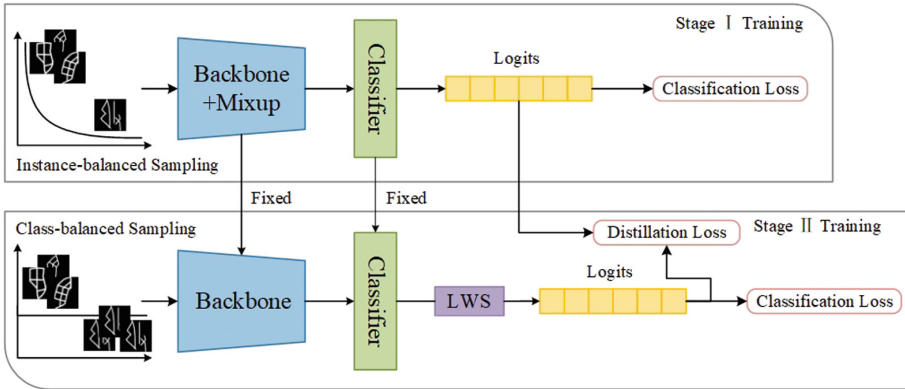 Stage Ⅰ Training
Backbone
+Mixup
Classifier
Logits
Classification Loss
Instance-balanced Sampling
Fixed
Fixed
Class-balanced Sampling
Stage Ⅱ Training
Distillation Loss
Backbone
Classifier
LWS
Logits
Classification Loss